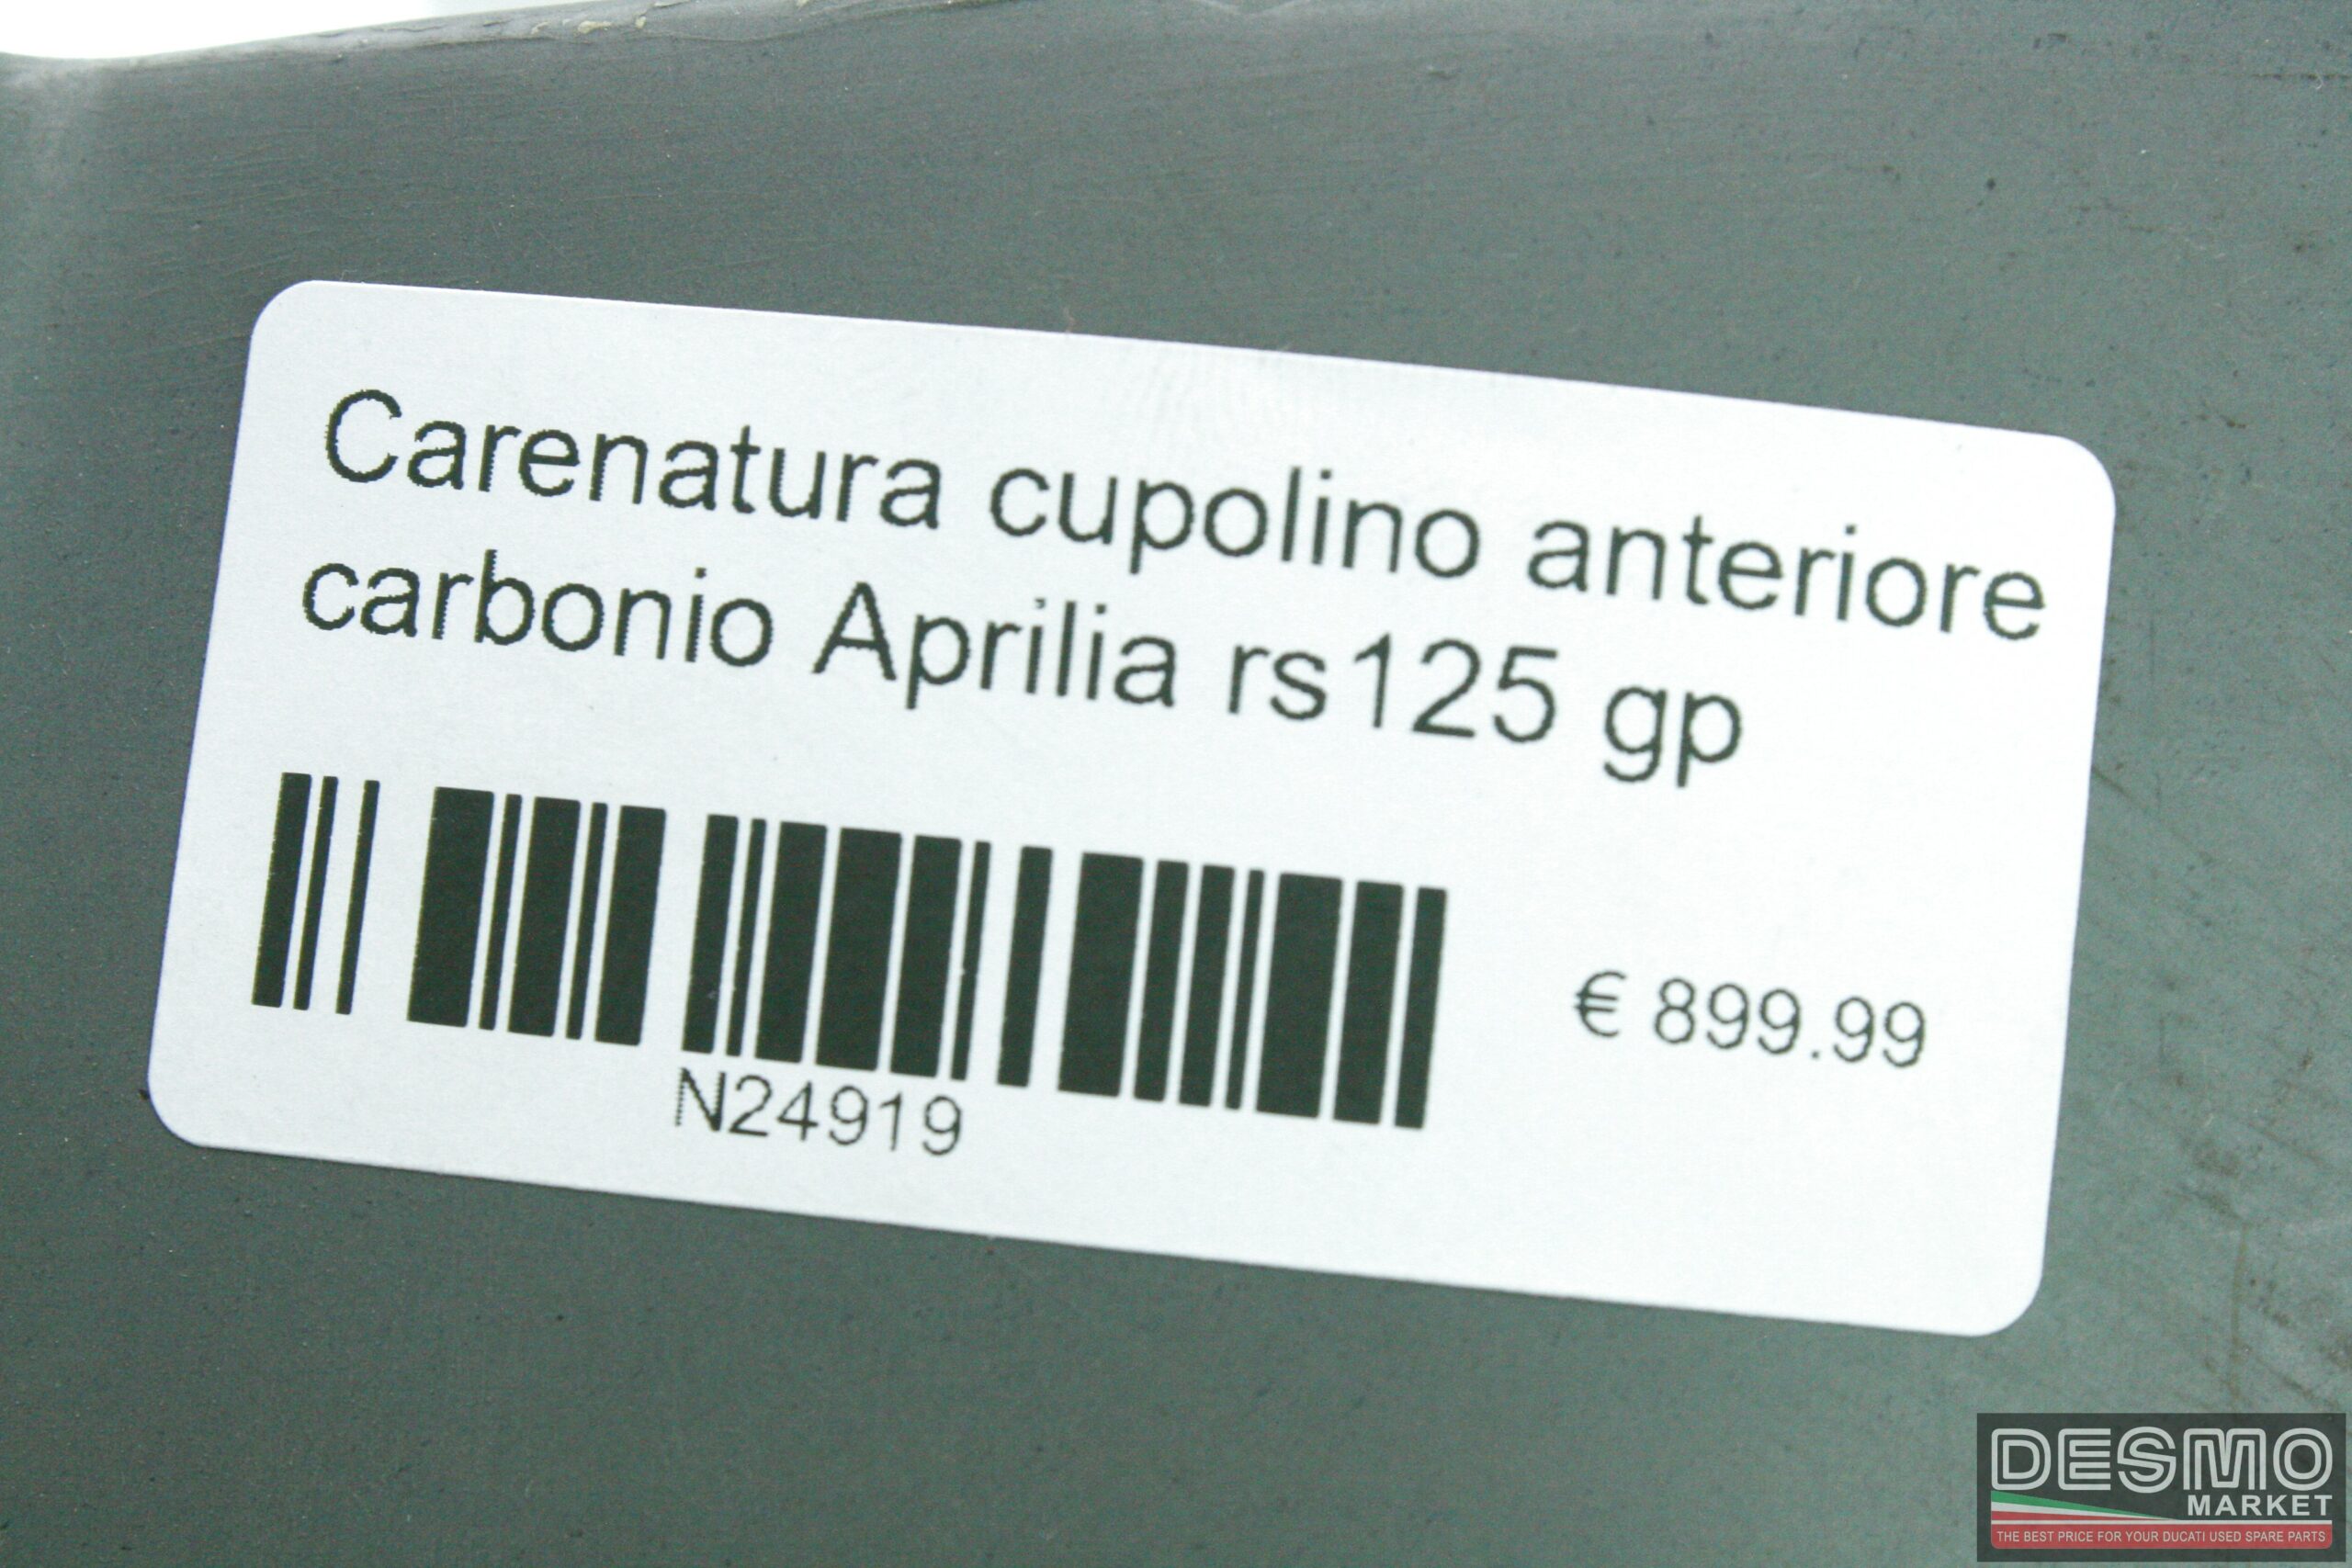 Carenatura cupolino anteriore
carbonio Aprilia rs125 gp
€ 899.99
N24919
DESMO
MARKET
THE BEST PRICE FOR YOUR DUCATI USED SPARE PARTS